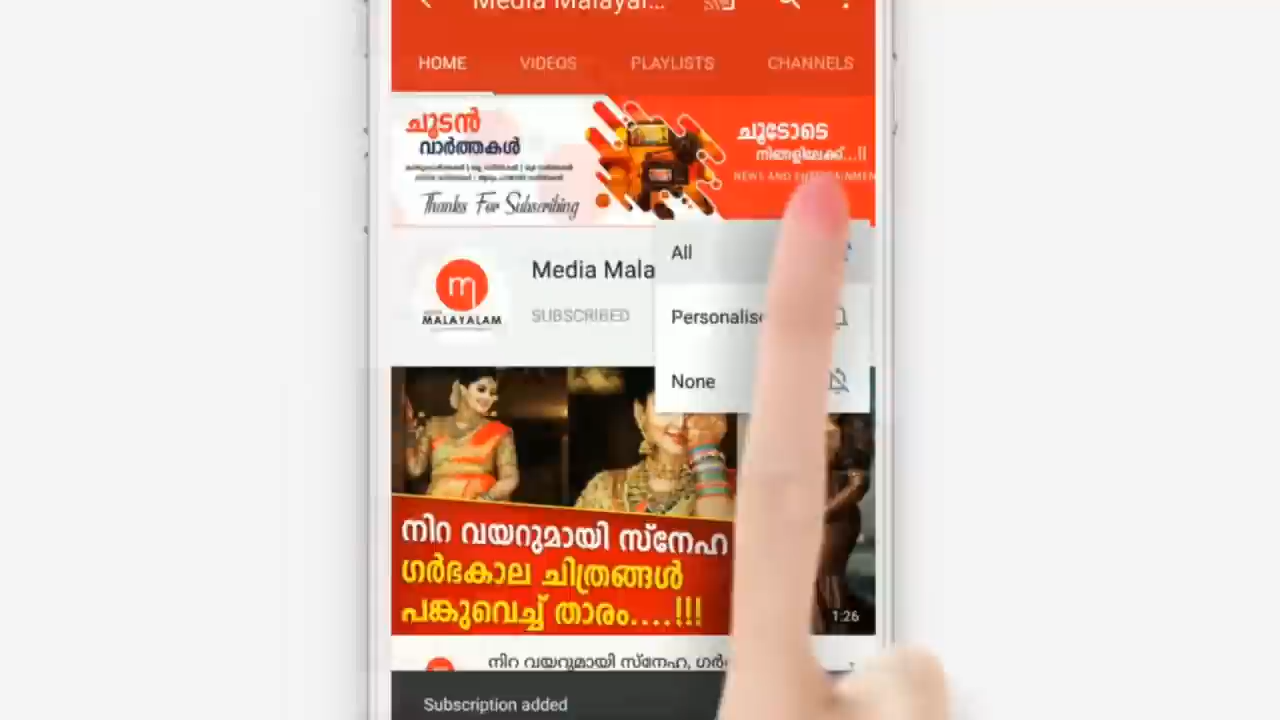 Media Malayal...
HOME VIDEOS PLAYLISTS CHANNELS
ചൂടൻ
വാർത്തകൾ
Thanks For Subscribing
ചൂടോടെ
നിങ്ങളിലേക്ക്...!!
NEWS AND ENTERTAINMEN
All
Media Mala
SUBSCRIBED
Personalise
None
m
MALAYALAM
നിറ വയറുമായി സ്നേഹ
ഗർഭകാല ചിത്രങ്ങൾ
പങ്കുവെച്ച് താരം....!!!
1:26
നിറ വയറുമായി സ്നേഹ, ഗർ
Subscription added